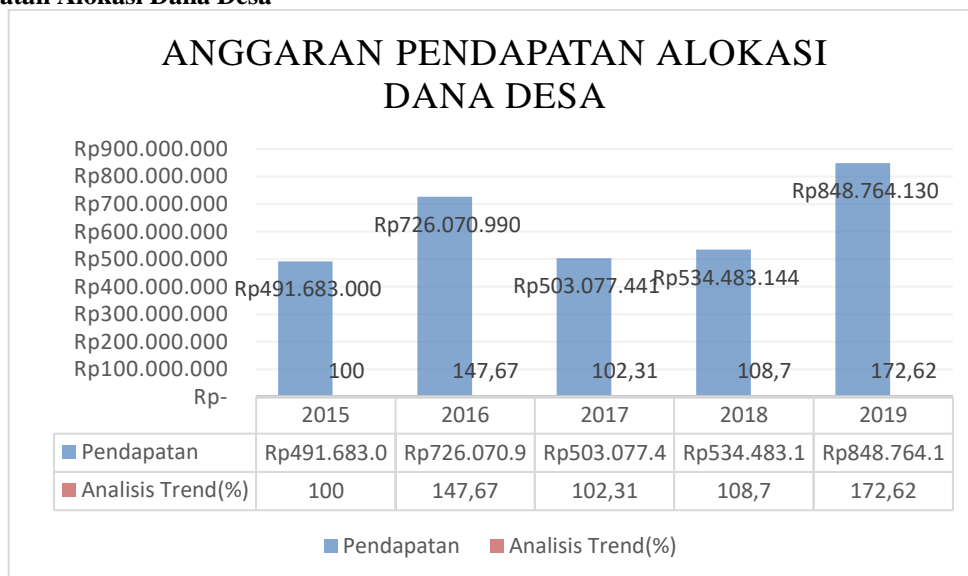 Alokasi Dana Desa
ANGGARAN PENDAPATAN ALOKASI
DANA DESA
Rp900.000.000
Rp800.000.000
Rp700.000.000
Rp600.000.000
Rp500.000.000
Rp400.000.000
Rp300.000.000
Rp200.000.000
Rp100.000.000
Rp-
Rp491.683.000
Rp726.070.990
Rp503.077.441
Rp534.483.144
Rp848.764.130
100
147,67
102,31
108,7
172,62
2015 2016 2017 2018 2019
Pendapatan Rp491.683.0 Rp726.070.9 Rp503.077.4 Rp534.483.1 Rp848.764.1
Analisis Trend(%) 100 147,67 102,31 108,7 172,62
Pendapatan Analisis Trend(%)